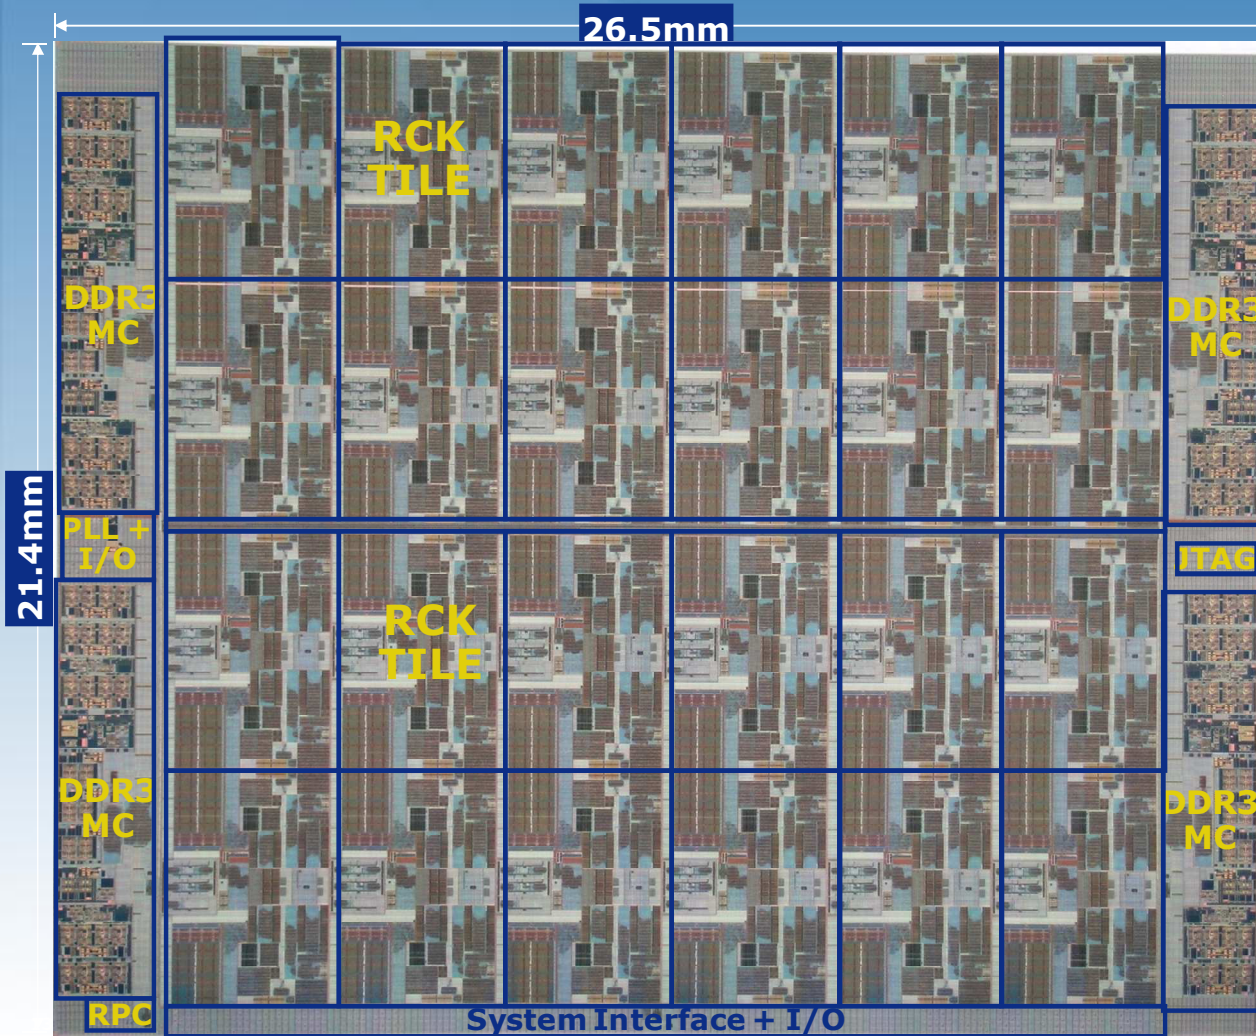 26.5mm
RCK
TILE
DDR3
MC
DDR3
MC
21.4mm
PLL +
I/O
JTAG
RCK
TILE
DDR3
MC
DDR3
MC
RPC
System Interface + I/O